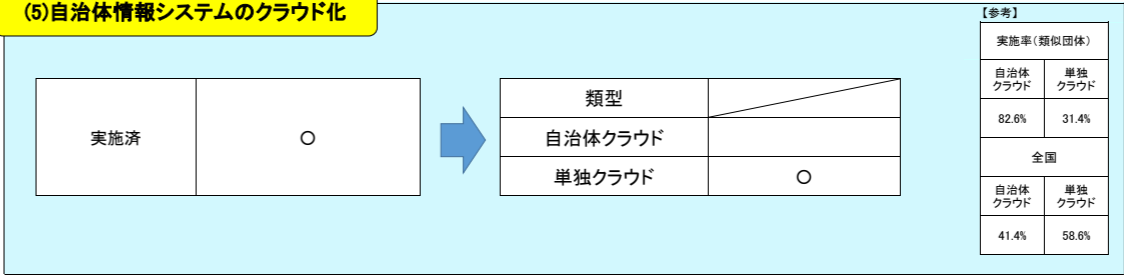 (5)自治体情報システムのクラウド化
【参考】
実施率(類似団体)
自治体
クラウド
単独
クラウド
82.6%
31.4%
全国
自治体
クラウド
単独
クラウド
41.4%
58.6%
実施済
○
類型
自治体クラウド
単独クラウド
○